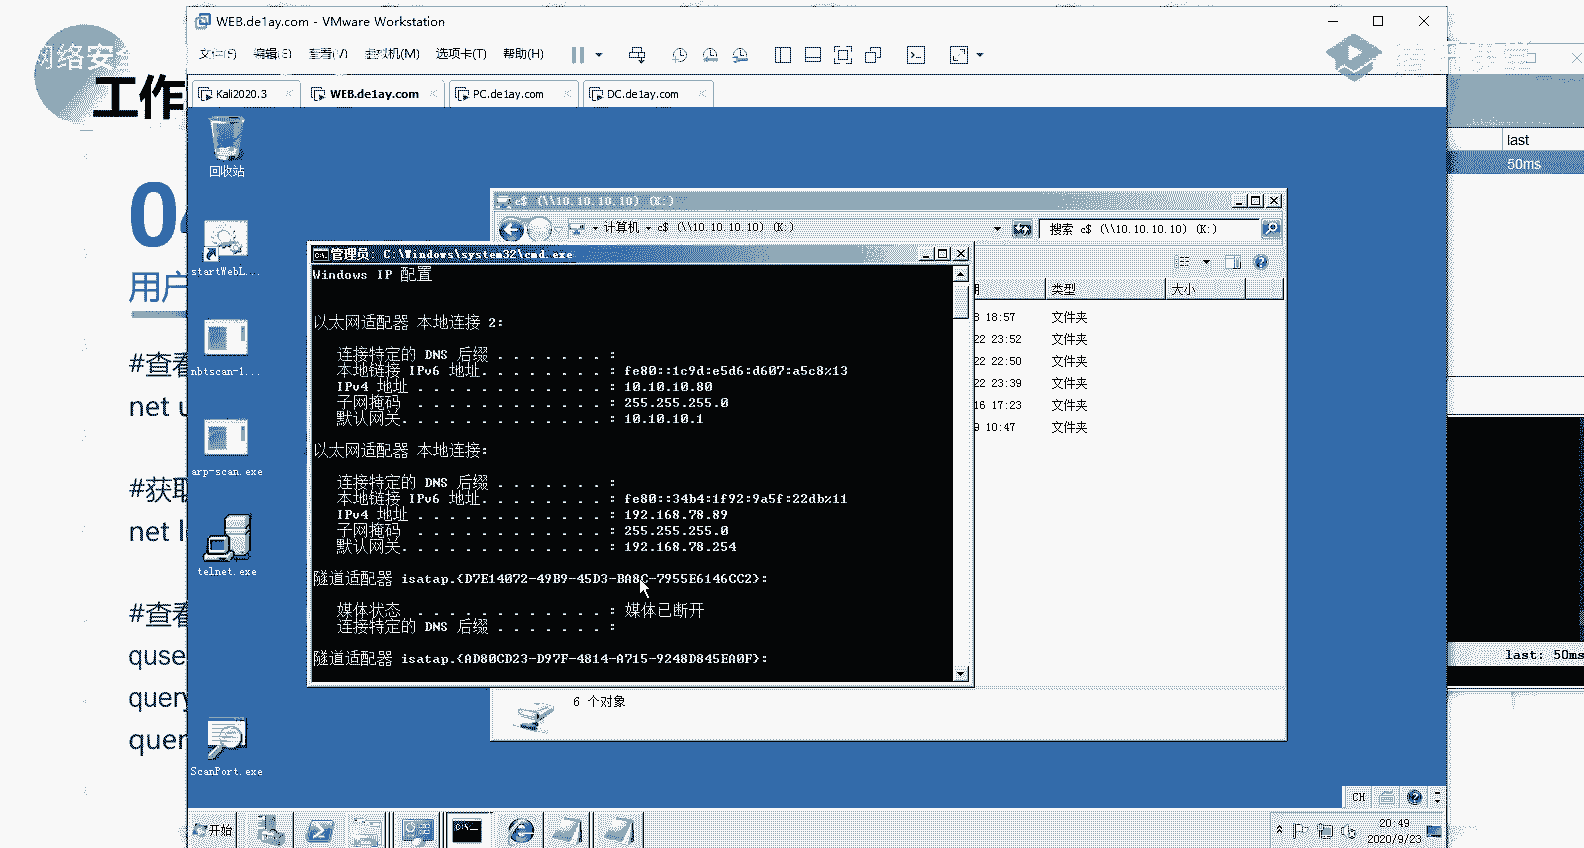 WEB.de1ay.com - VMware Workstation
文件(F) 编辑(E) 查看(V) 虚拟机(M) 选项卡(T) 帮助(H)
Kali2020.3
WEB.de1ay.com
PC.de1ay.com
DC.de1ay.com
网络安全
工作
04
用户
#查看
net u
#获取
net l
#查看
quse
query
quer
last
50ms
last: 50ms
回收站
startWebL...
nbtscan-1...
arp-scan.exe
telnet.exe
ScanPort.exe
c$ (\\10.10.10.10) (K:)
计算机 c$ (\\10.10.10.10) (K:)
搜索 c$ (\\10.10.10.10) (K:)
期 类型 大小
3 18:57 文件夹
22 23:52 文件夹
22 22:50 文件夹
22 23:39 文件夹
16 17:23 文件夹
9 10:47 文件夹
6 个对象
管理员: C:\Windows\system32\cmd.exe
Windows IP 配置
以太网适配器 本地连接 2:
连接特定的 DNS 后缀 . . . . . . . :
本地链接 IPv6 地址. . . . . . . . : fe80::1c9d:e5d6:d607:a5c8%13
IPv4 地址 . . . . . . . . . . . . : 10.10.10.80
子网掩码 . . . . . . . . . . . . : 255.255.255.0
默认网关. . . . . . . . . . . . . : 10.10.10.1
以太网适配器 本地连接:
连接特定的 DNS 后缀 . . . . . . . :
本地链接 IPv6 地址. . . . . . . . : fe80::34b4:1f92:9a5f:22db%11
IPv4 地址 . . . . . . . . . . . . : 192.168.78.89
子网掩码 . . . . . . . . . . . . : 255.255.255.0
默认网关. . . . . . . . . . . . . : 192.168.78.254
隧道适配器 isatap.{D7E14072-49B9-45D3-BA8C-7955E6146CC2}:
媒体状态 . . . . . . . . . . . . : 媒体已断开
连接特定的 DNS 后缀 . . . . . . . :
隧道适配器 isatap.{AD80CD23-D97F-4814-A715-9248D845EA0F}:
CH
开始
20:49
2020/9/23